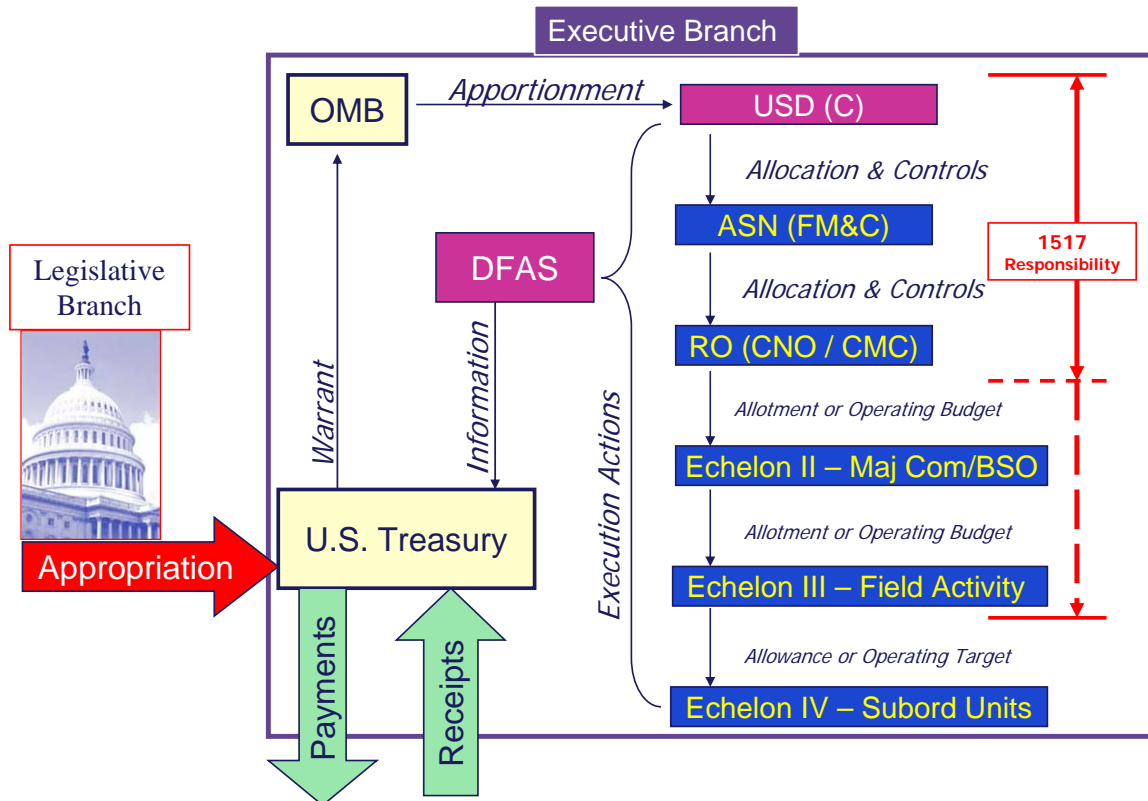 Executive Branch
OMB
Apportionment
USD (C)
Allocation & Controls
ASN (FM&C)
1517
Responsibility
DFAS
Legislative
Branch
Allocation & Controls
RO (CNO / CMC)
Warrant
Information
Execution Actions
Allotment or Operating Budget
Echelon II – Maj Com/BSO
U.S. Treasury
Allotment or Operating Budget
Appropriation
Echelon III – Field Activity
Payments
Receipts
Allowance or Operating Target
Echelon IV – Subord Units